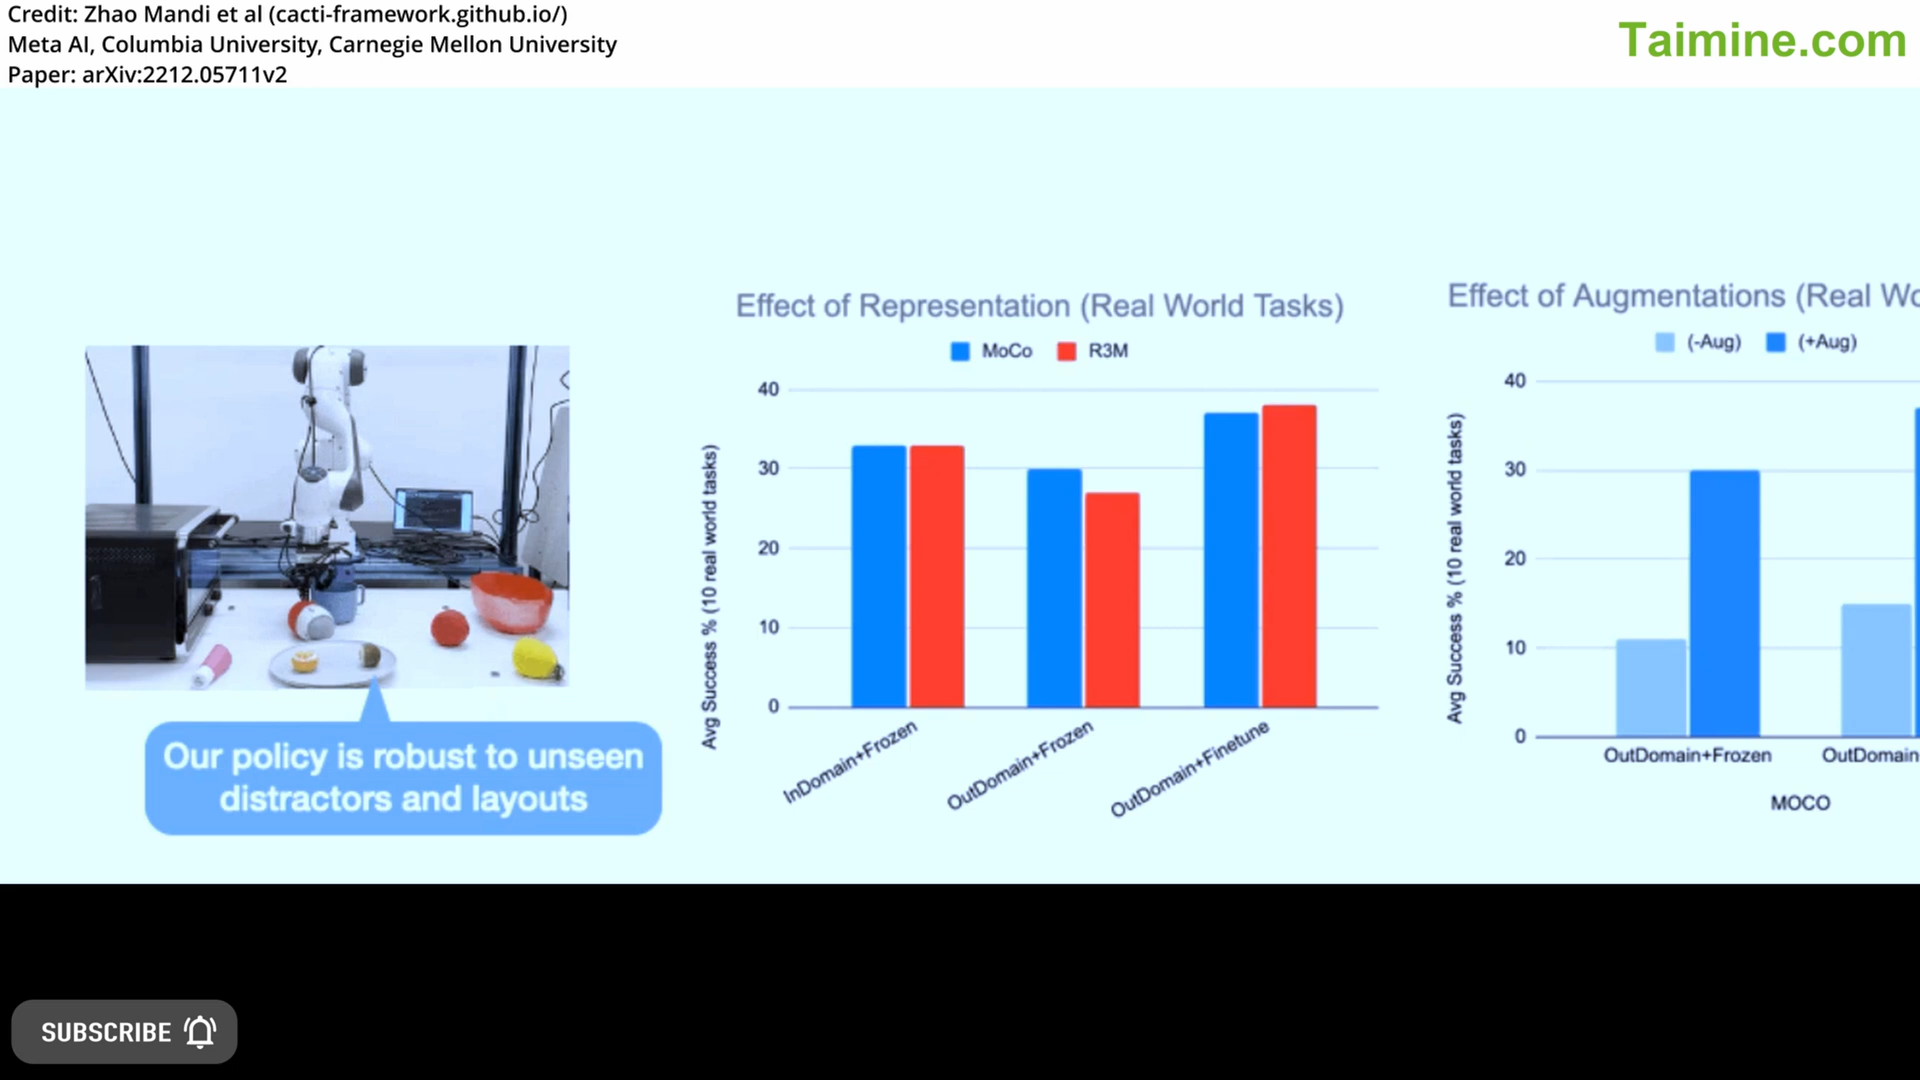 Credit: Zhao Mandi et al (cacti-framework.github.io/)
Meta AI, Columbia University, Carnegie Mellon University
Paper: arXiv:2212.05711v2
Taimine.com
Our policy is robust to unseen
distractors and layouts
Effect of Representation (Real World Tasks)
MoCo
R3M
Avg Success % (10 real world tasks)
40
30
20
10
0
InDomain+Frozen
OutDomain+Frozen
OutDomain+Finetune
Effect of Augmentations (Real Wo
(-Aug)
(+Aug)
Avg Success % (10 real world tasks)
40
30
20
10
0
OutDomain+Frozen
OutDomain
MOCO
SUBSCRIBE